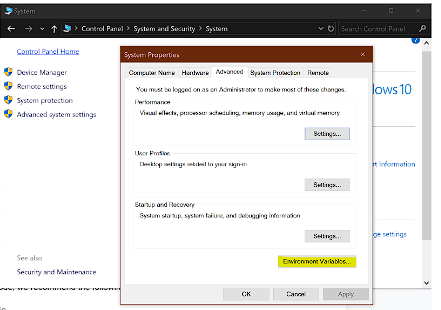 System
Control Panel > System and Security > System
Search Control Panel
Control Panel Home
Device Manager
Remote settings
System protection
Advanced system settings
System Properties
Computer Name Hardware Advanced System Protection Remote
You must be logged on as an Administrator to make most of these changes.
Performance
Visual effects, processor scheduling, memory usage, and virtual memory
Settings...
User Profiles
Desktop settings related to your sign-in
Settings...
Startup and Recovery
System startup, system failure, and debugging information
Settings...
Environment Variables...
OK Cancel Apply
dows 10
rt Information
ge settings
See also
Security and Maintenance
we recommend the following